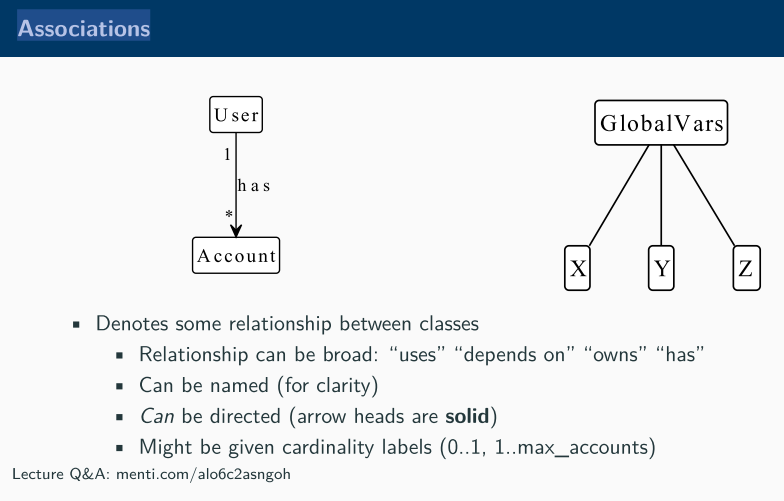 Associations
User
1
has
*
Account
GlobalVars
X
Y
Z
▪ Denotes some relationship between classes
▪ Relationship can be broad: “uses” “depends on” “owns” “has”
▪ Can be named (for clarity)
▪ Can be directed (arrow heads are solid)
▪ Might be given cardinality labels (0..1, 1..max_accounts)
Lecture Q&A: menti.com/alo6c2asngoh